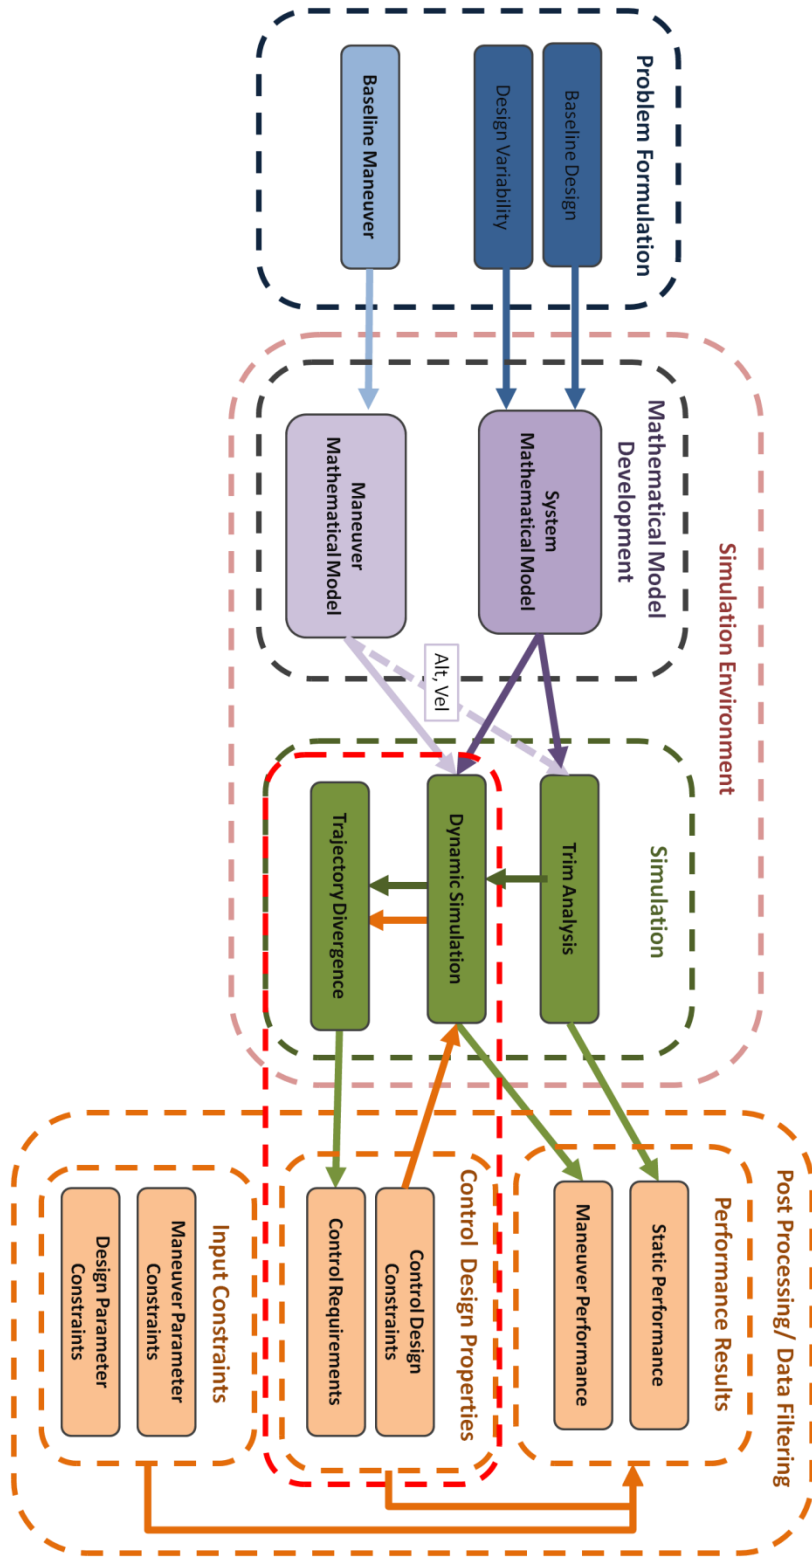 Problem Formulation
Baseline Design
Design Variability
Baseline Maneuver
Simulation Environment
Mathematical Model
Development
System
Mathematical Model
Maneuver
Mathematical Model
Alt, Vel
Simulation
Trim Analysis
Dynamic Simulation
Trajectory Divergence
Post Processing/ Data Filtering
Performance Results
Static Performance
Maneuver Performance
Control Design Properties
Control Design
Constraints
Control Requirements
Input Constraints
Maneuver Parameter
Constraints
Design Parameter
Constraints